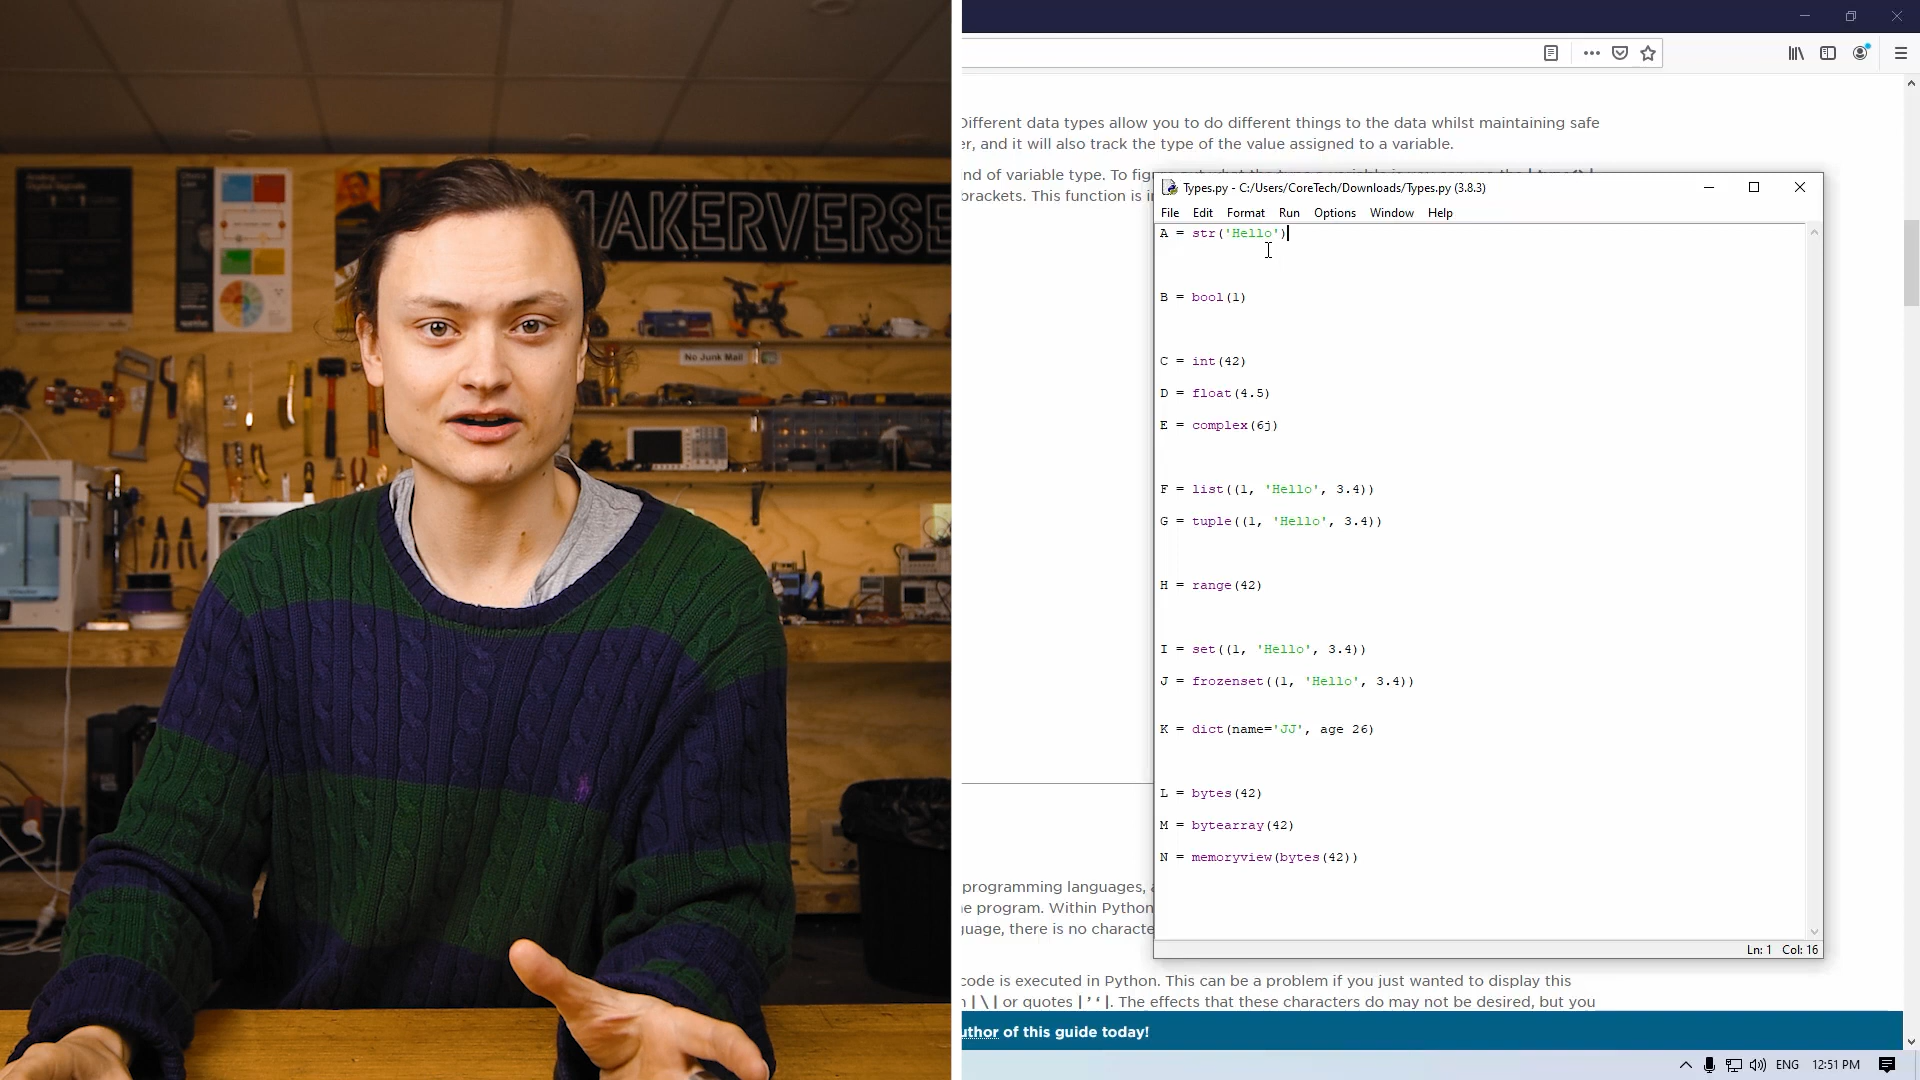 MAKERVERSE
No Junk Mail
Different data types allow you to do different things to the data whilst maintaining safe
er, and it will also track the type of the value assigned to a variable.
brackets. This function is
Types.py - C:/Users/CoreTech/Downloads/Types.py (3.8.3)
File Edit Format Run Options Window Help
A = str('Hello')
B = bool(1)
C = int(42)
D = float(4.5)
E = complex(6j)
F = list((1, 'Hello', 3.4))
G = tuple((1, 'Hello', 3.4))
H = range(42)
I = set((1, 'Hello', 3.4))
J = frozenset((1, 'Hello', 3.4))
K = dict(name='JJ', age 26)
L = bytes(42)
M = bytearray(42)
N = memoryview(bytes(42))
Ln: 1 Col: 16
programming languages,
e program. Within Python
guage, there is no characte
code is executed in Python. This can be a problem if you just wanted to display this
|\| or quotes |'‘|. The effects that these characters do may not be desired, but you
uthor of this guide today!
ENG 12:51 PM